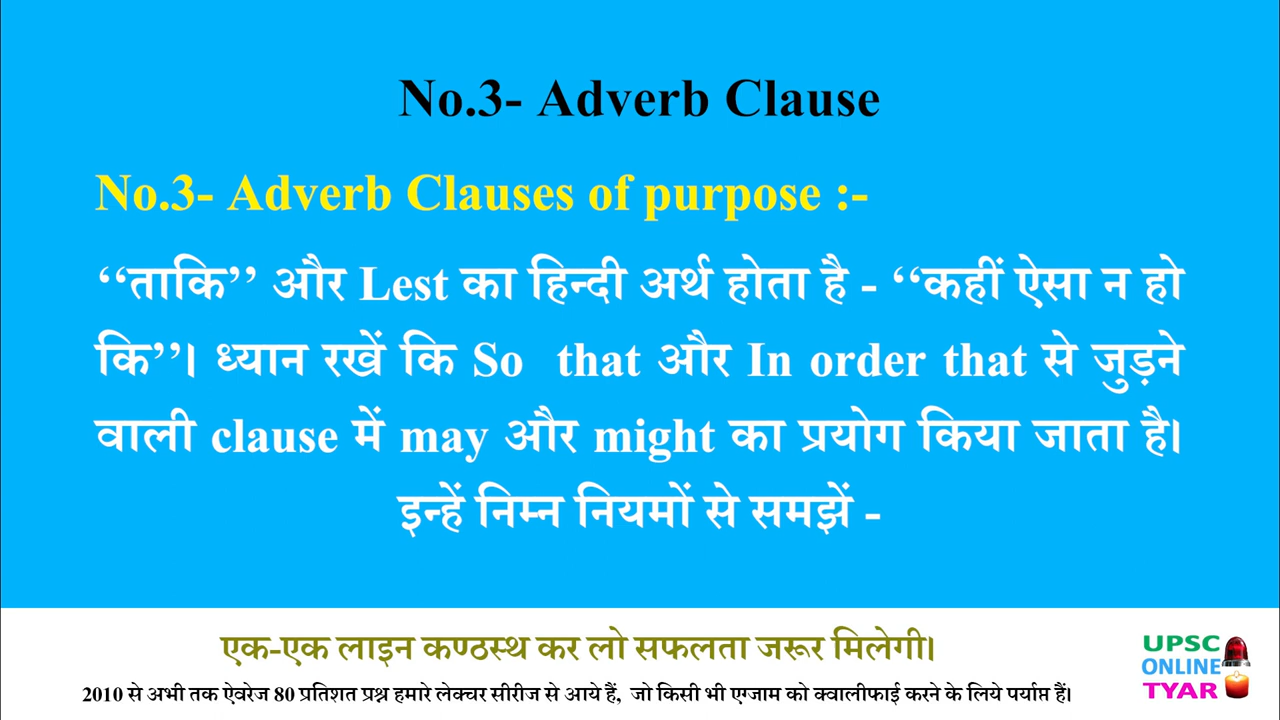 No.3- Adverb Clause
No.3- Adverb Clauses of purpose :-
‘‘ताकि’’ और Lest का हिन्दी अर्थ होता है - ‘‘कहीं ऐसा न हो
कि’’। ध्यान रखें कि So that और In order that से जुड़ने
वाली clause में may और might का प्रयोग किया जाता है।
इन्हें निम्न नियमों से समझें -
एक-एक लाइन कण्ठस्थ कर लो सफलता जरूर मिलेगी।
2010 से अभी तक ऐवरेज 80 प्रतिशत प्रश्न हमारे लेक्चर सीरीज से आये हैं, जो किसी भी एग्जाम को क्वालीफाई करने के लिये पर्याप्त हैं।
UPSC
ONLINE
TYAR